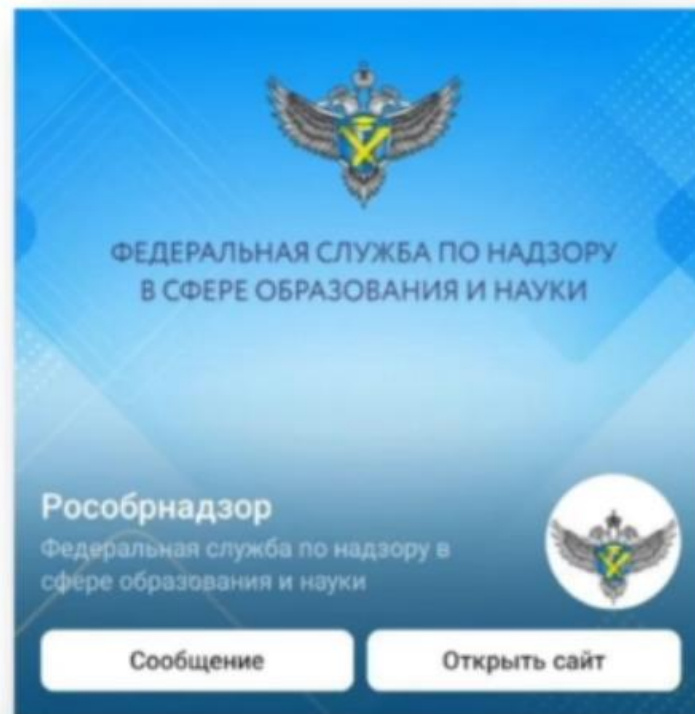 ФЕДЕРАЛЬНАЯ СЛУЖБА ПО НАДЗОРУ
В СФЕРЕ ОБРАЗОВАНИЯ И НАУКИ
Рособрнадзор
Федеральная служба по надзору в
сфере образования и науки
Сообщение
Открыть сайт